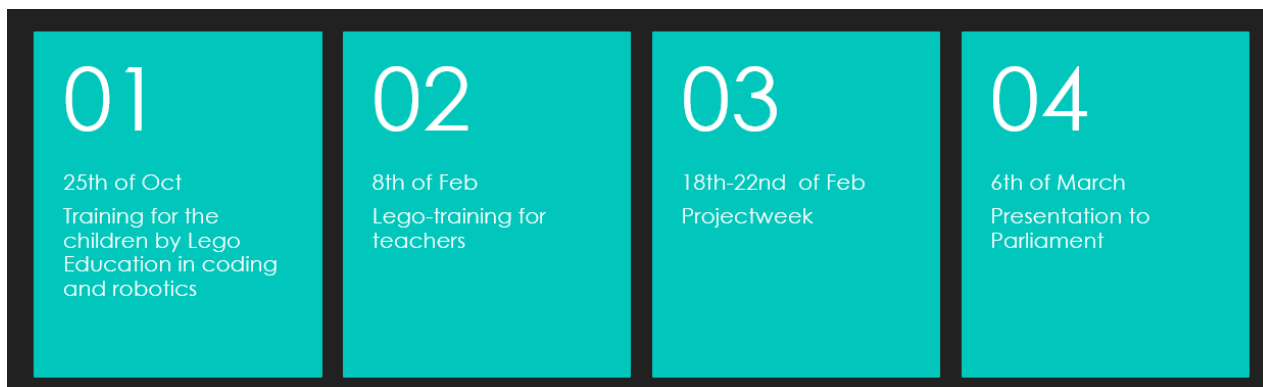 01
25th of Oct
Training for the
children by Lego
Education in coding
and robotics
02
8th of Feb
Lego-training for
teachers
03
18th-22nd  of Feb
Projectweek
04
6th of March
Presentation to
Parliament